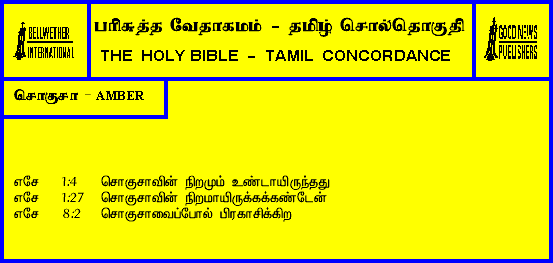 BELLWETHER
INTERNATIONAL
பரிசுத்த வேதாகமம் - தமிழ் சொல்தொகுதி
THE HOLY BIBLE - TAMIL CONCORDANCE
GOOD NEWS
PUBLISHERS
சொகுசா - AMBER
எசே 1:4 சொகுசாவின் நிறமும் உண்டாயிருந்தது
எசே 1:27 சொகுசாவின் நிறமாயிருக்கக்கண்டேன்
எசே 8:2 சொகுசாவைப்போல் பிரகாசிக்கிற